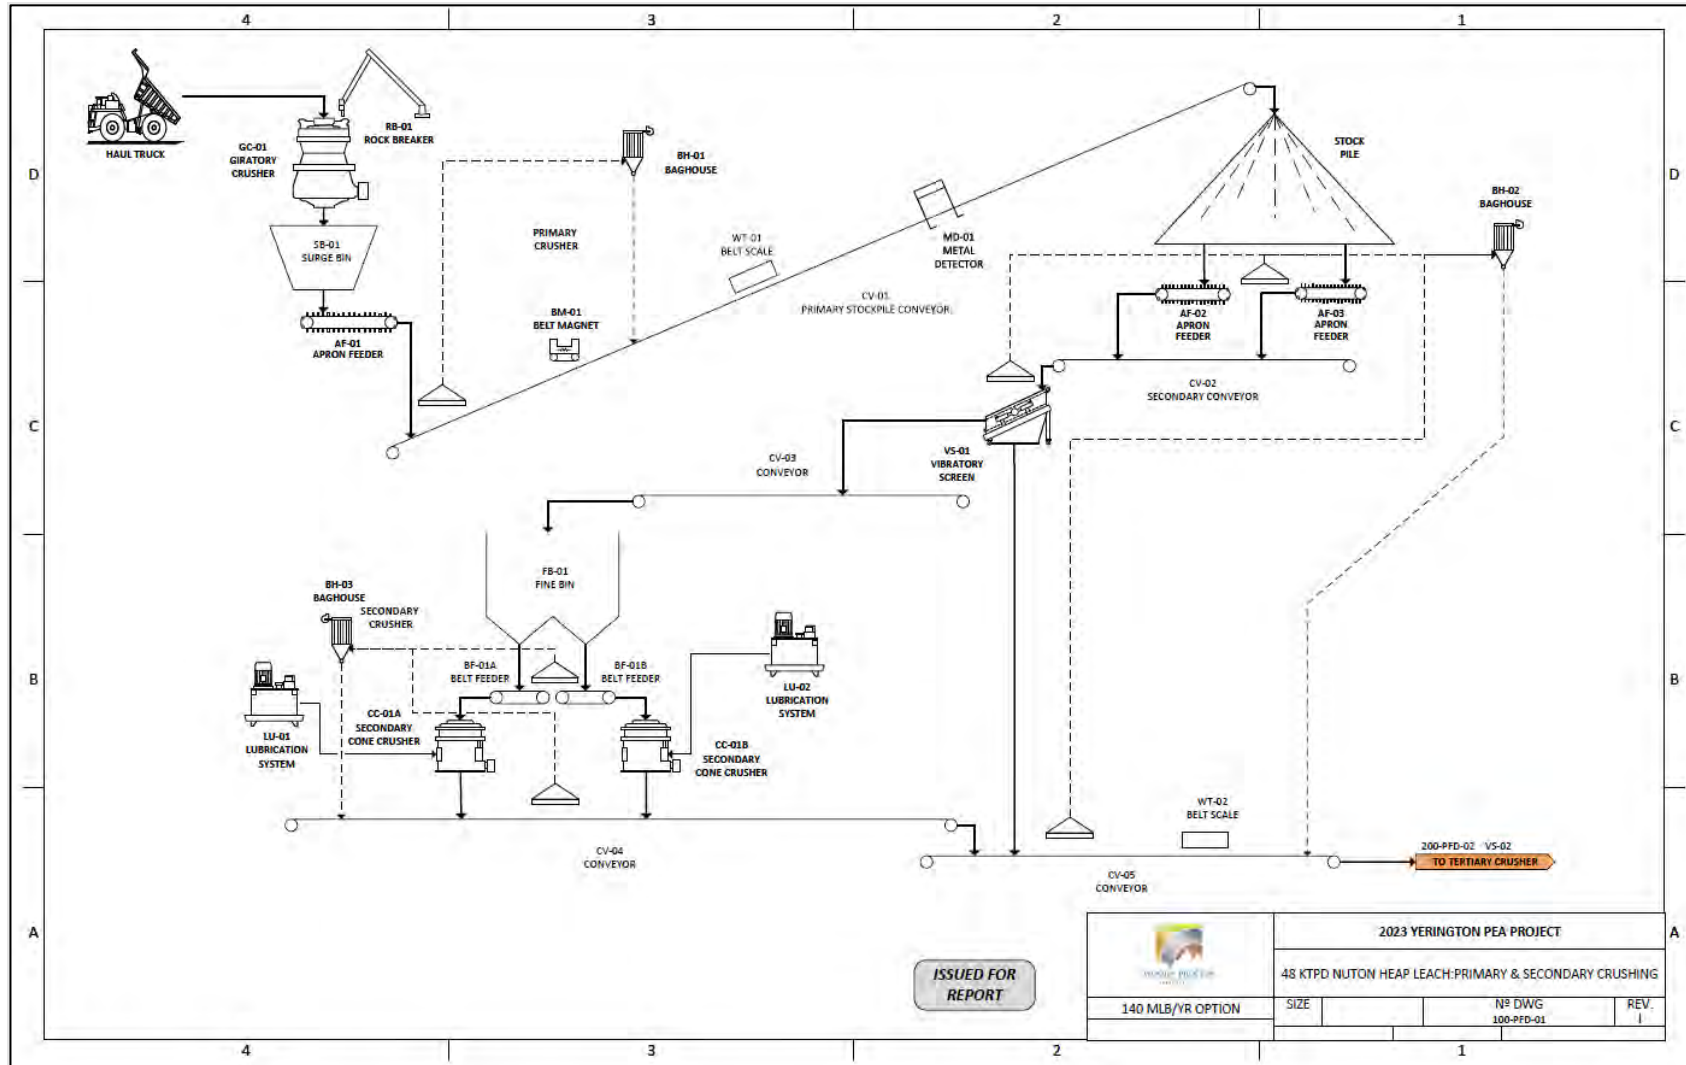 4 3 2 1
HAUL TRUCK
GC-01
GIRATORY
CRUSHER
RB-01
ROCK BREAKER
BH-01
BAGHOUSE
STOCK
PILE
D
D
BH-02
BAGHOUSE
PRIMARY
CRUSHER
WT-01
BELT SCALE
MD-01
METAL
DETECTOR
SB-01
SURGE BIN
CV-01
PRIMARY STOCKPILE CONVEYOR
BM-01
BELT MAGNET
AF-02
APRON
FEEDER
AF-03
APRON
FEEDER
AF-01
APRON FEEDER
CV-02
SECONDARY CONVEYOR
C
C
CV-03
CONVEYOR
VS-01
VIBRATORY
SCREEN
FB-01
FINE BIN
BH-03
BAGHOUSE
SECONDARY
CRUSHER
BF-01A
BELT FEEDER
BF-01B
BELT FEEDER
B
B
LU-02
LUBRICATION
SYSTEM
CC-01A
SECONDARY
CONE CRUSHER
LU-01
LUBRICATION
SYSTEM
CC-01B
SECONDARY
CONE CRUSHER
WT-02
BELT SCALE
CV-04
CONVEYOR
200-PFD-02 VS-02
TO TERTIARY CRUSHER
CV-05
CONVEYOR
A
A
ISSUED FOR
REPORT
2023 YERINGTON PEA PROJECT
48 KTPD NUTON HEAP LEACH:PRIMARY & SECONDARY CRUSHING
140 MLB/YR OPTION
SIZE
Nº DWG
100-PFD-01
REV.
I
4 3 2 1